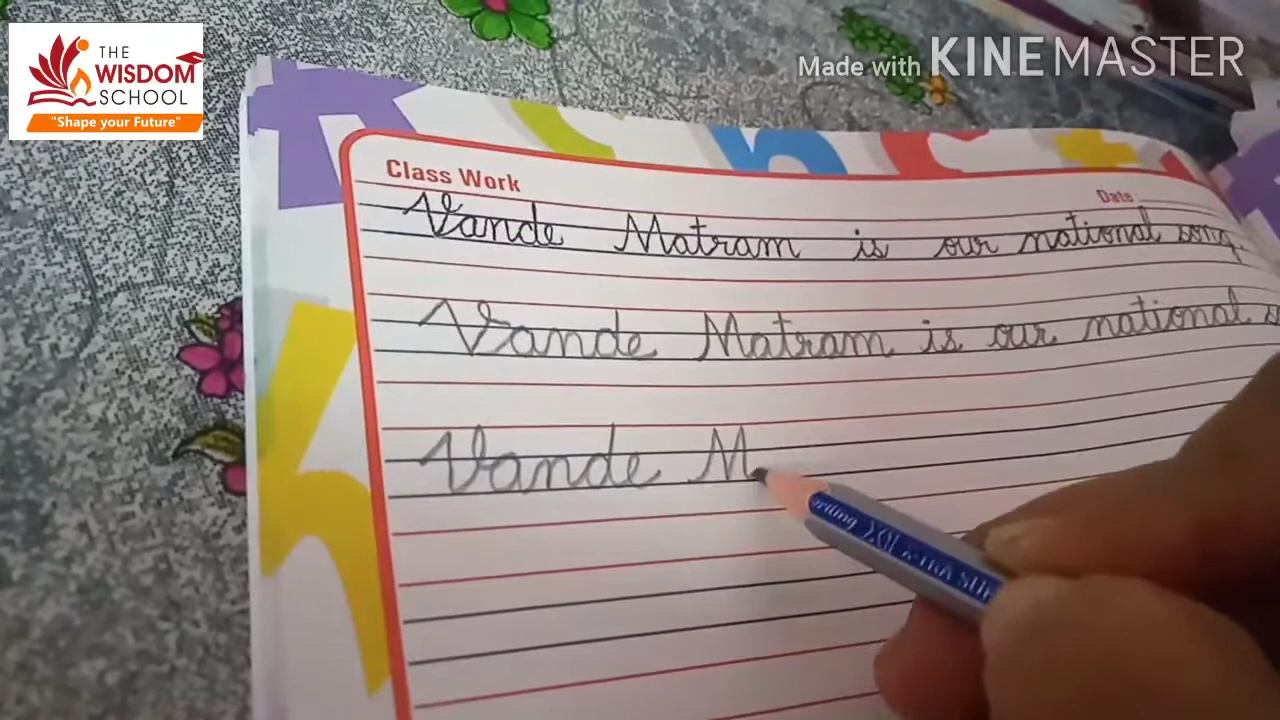 THE
WISDOM
SCHOOL
"Shape your Future"
Made with KINEMASTER
Class Work
Date
Vande Matram is our national song.
Vande Matram is our national s
Vande M